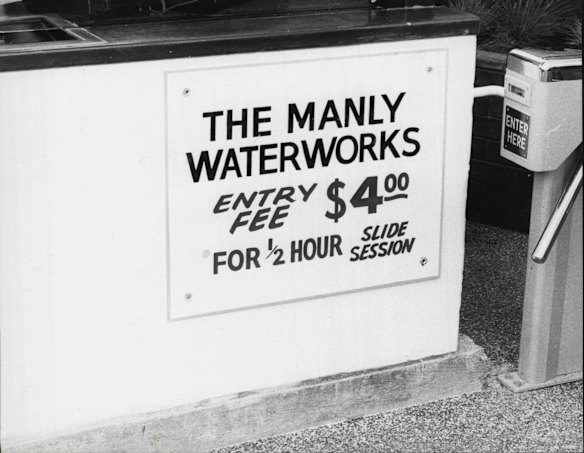 THE MANLY
WATERWORKS
ENTRY
FEE
$4.00
FOR 1/2 HOUR
SLIDE
SESSION
ENTER
HERE